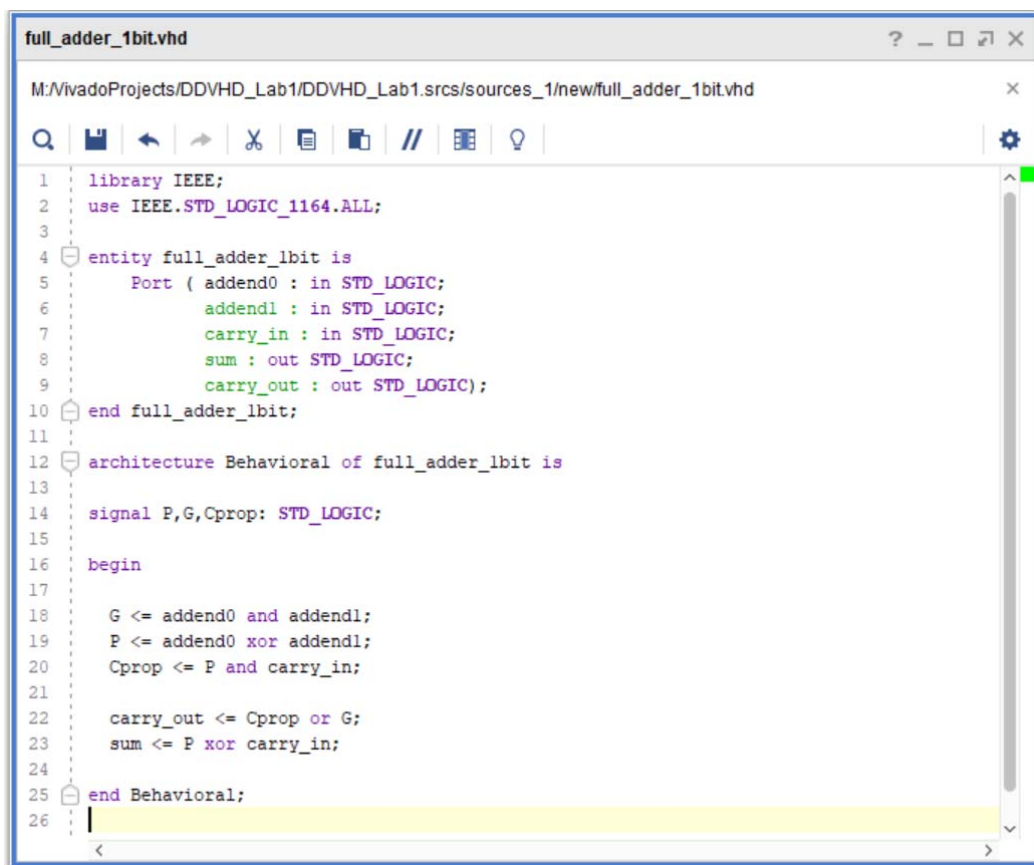 full_adder_1bit.vhd
M:/VivadoProjects/DDVHD_Lab1/DDVHD_Lab1.srcs/sources_1/new/full_adder_1bit.vhd
1 library IEEE;
2 use IEEE.STD_LOGIC_1164.ALL;
3
4 entity full_adder_1bit is
5 Port ( addend0 : in STD_LOGIC;
6 addend1 : in STD_LOGIC;
7 carry_in : in STD_LOGIC;
8 sum : out STD_LOGIC;
9 carry_out : out STD_LOGIC);
10 end full_adder_1bit;
11
12 architecture Behavioral of full_adder_1bit is
13
14 signal P,G,Cprop: STD_LOGIC;
15
16 begin
17
18 G <= addend0 and addend1;
19 P <= addend0 xor addend1;
20 Cprop <= P and carry_in;
21
22 carry_out <= Cprop or G;
23 sum <= P xor carry_in;
24
25 end Behavioral;
26